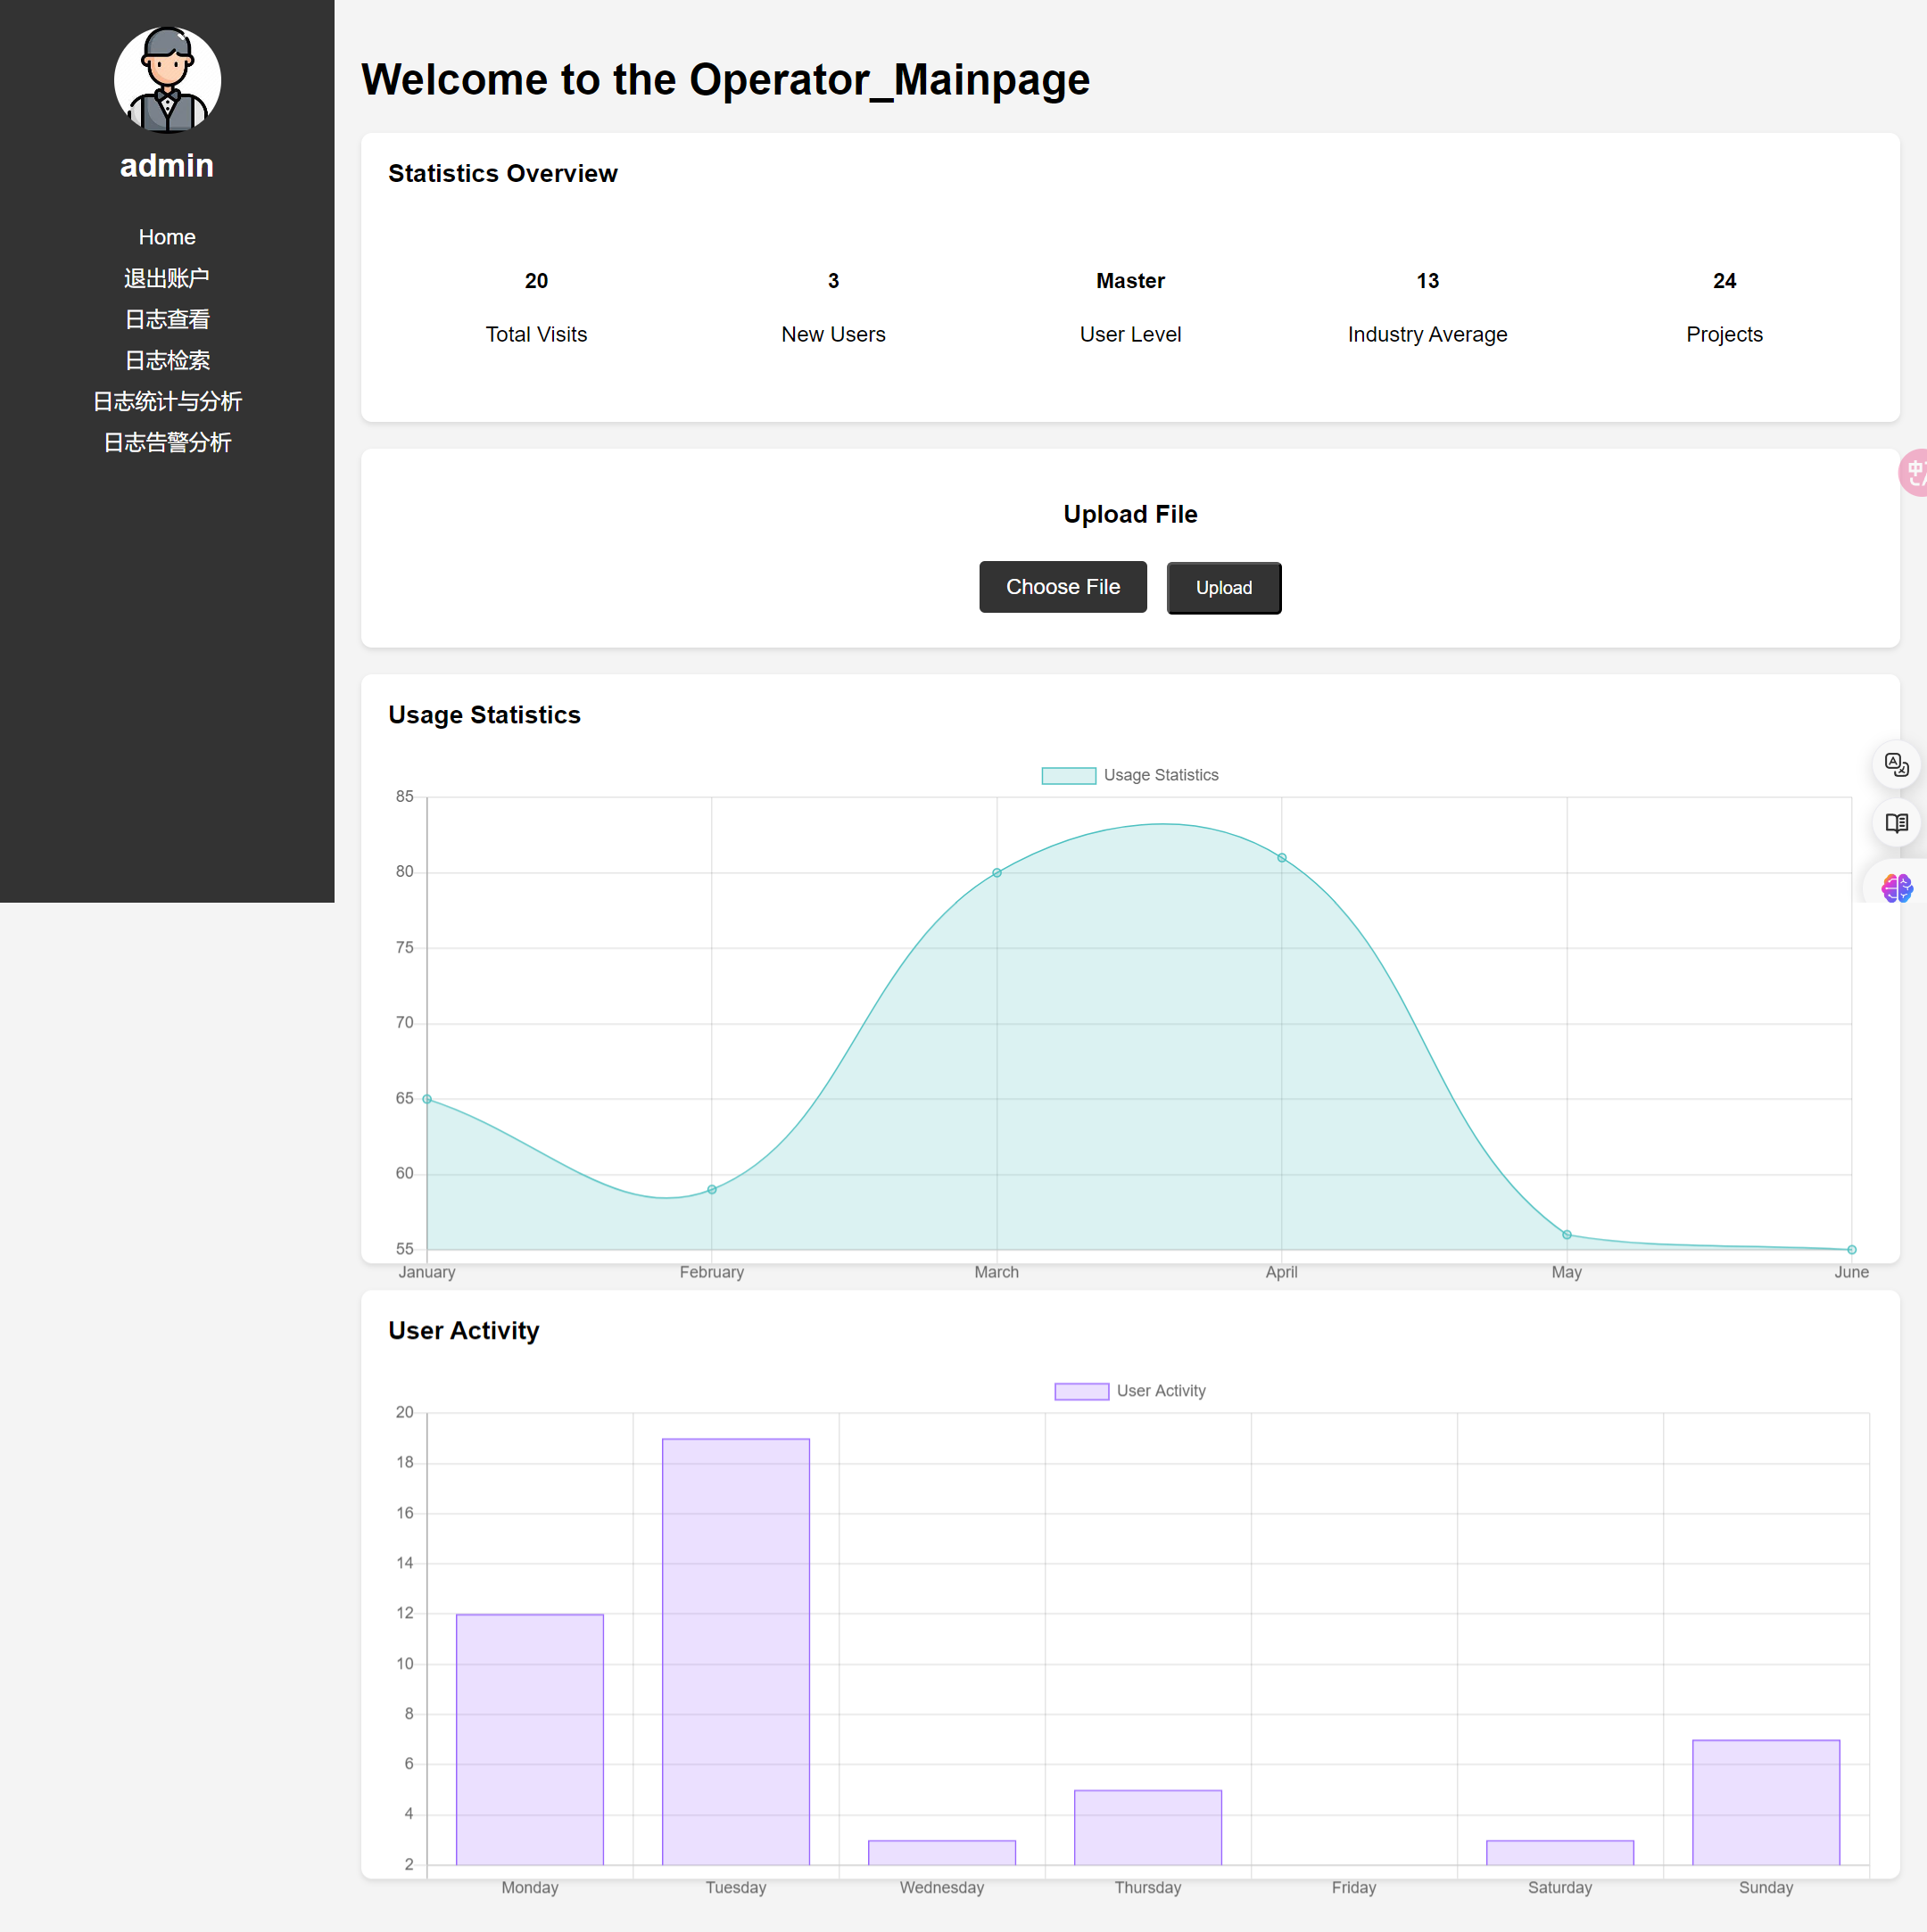 admin
Home
退出账户
日志查看
日志检索
日志统计与分析
日志告警分析
Welcome to the Operator_Mainpage
Statistics Overview
20
Total Visits
3
New Users
Master
User Level
13
Industry Average
24
Projects
Upload File
Choose File
Upload
Usage Statistics
Usage Statistics
85
80
75
70
65
60
55
January February March April May June
User Activity
User Activity
20
18
16
14
12
10
8
6
4
2
Monday Tuesday Wednesday Thursday Friday Saturday Sunday